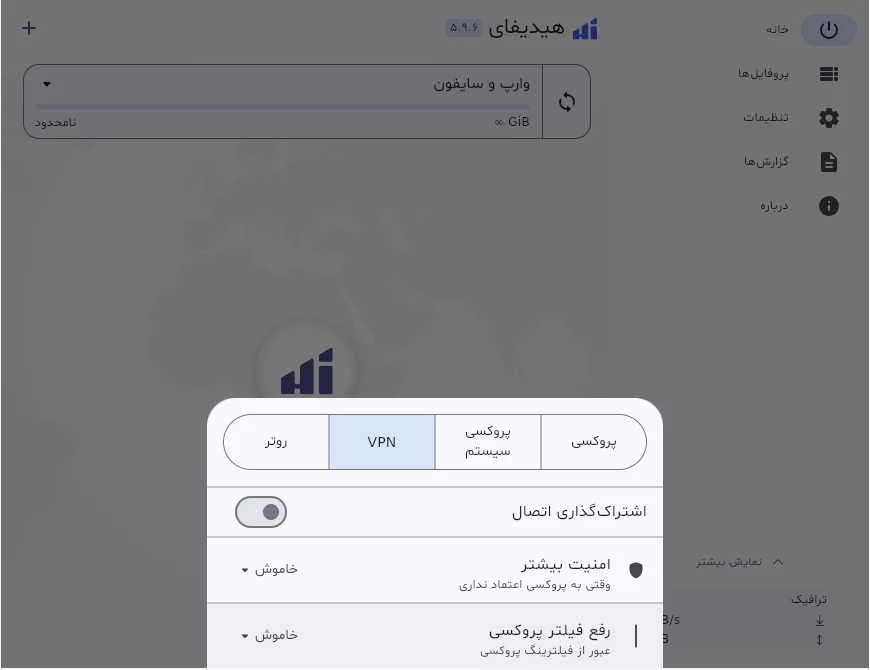 هیدیفای ۵.۹.۶
وارپ و سایفون
∞ GiB
نامحدود
خانه
پروفایل‌ها
تنظیمات
گزارش‌ها
درباره
نمایش بیشتر
ترافیک
B/s
B
پروکسی
پروکسی
سیستم
VPN
روتر
اشتراک‌گذاری اتصال
امنیت بیشتر
وقتی به پروکسی اعتماد نداری
خاموش
رفع فیلتر پروکسی
عبور از فیلترینگ پروکسی
خاموش